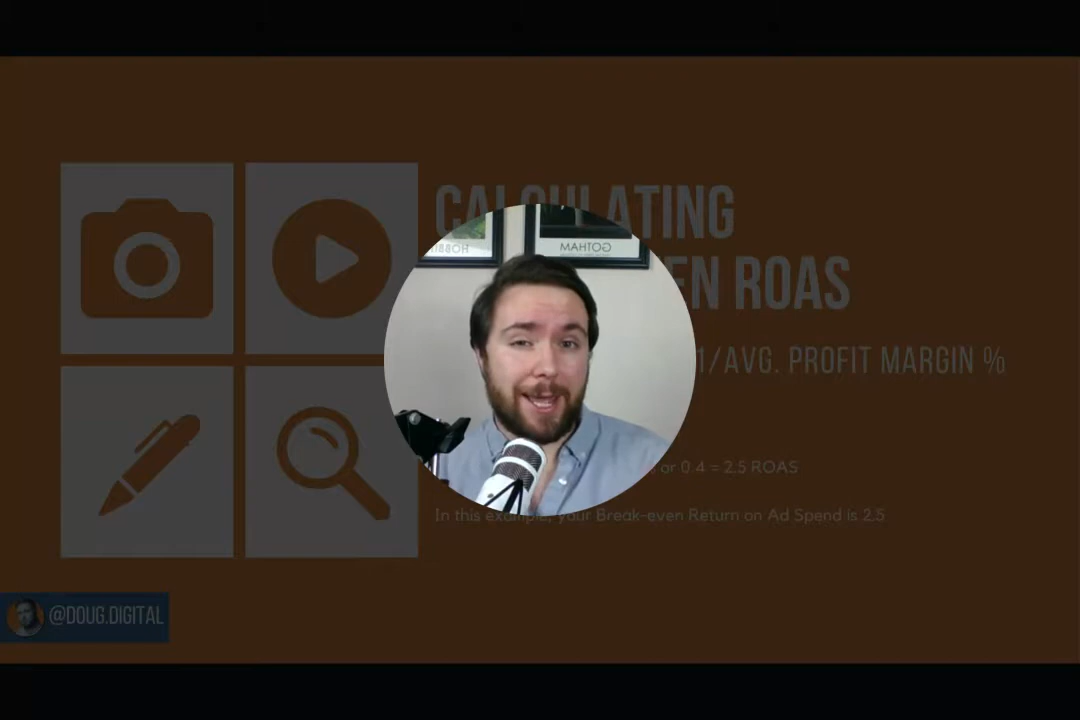 CALCULATING
EN ROAS
1/AVG. PROFIT MARGIN %
or 0.4 = 2.5 ROAS
In this example, your Break-even Return on Ad Spend is 2.5
@DOUG.DIGITAL
HOBBI
GOTHAM